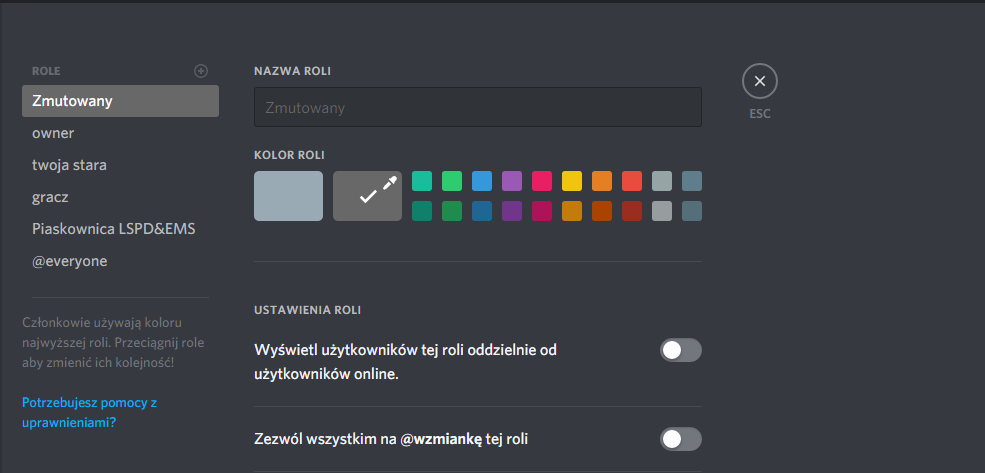 ROLE
Zmutowany
owner
twoja stara
gracz
Piaskownica LSPD&EMS
@everyone
Członkowie używają koloru
najwyższej roli. Przeciągnij role
aby zmienić ich kolejność!
Potrzebujesz pomocy z
uprawnieniami?
NAZWA ROLI
Zmutowany
KOLOR ROLI
USTAWIENIA ROLI
Wyświetl użytkowników tej roli oddzielnie od
użytkowników online.
Zezwól wszystkim na @wzmiankę tej roli
ESC